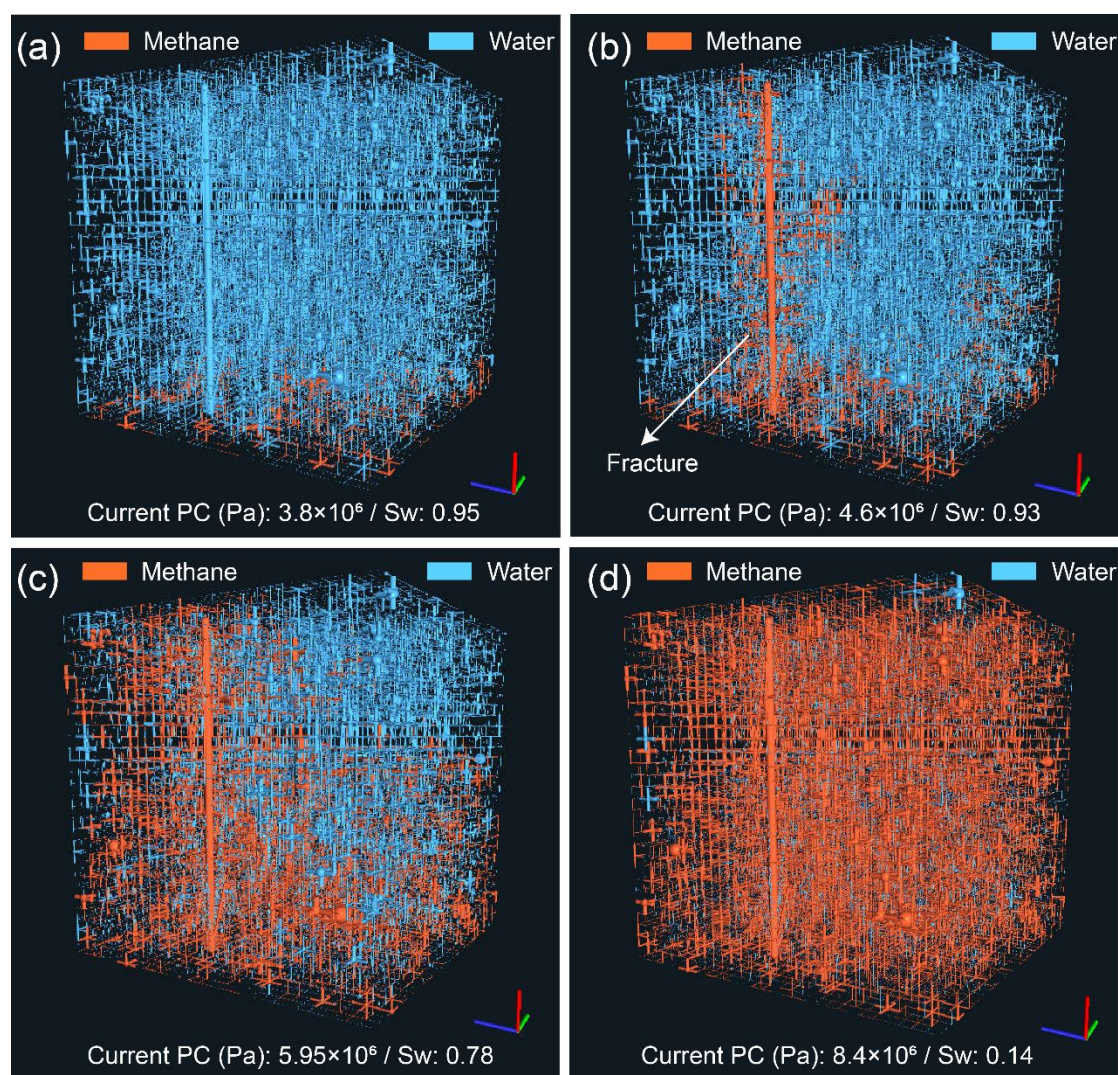 (a) Methane Water
Current PC (Pa): 3.8×10⁶ / Sw: 0.95
(b) Methane Water
Fracture
Current PC (Pa): 4.6×10⁶ / Sw: 0.93
(c) Methane Water
Current PC (Pa): 5.95×10⁶ / Sw: 0.78
(d) Methane Water
Current PC (Pa): 8.4×10⁶ / Sw: 0.14